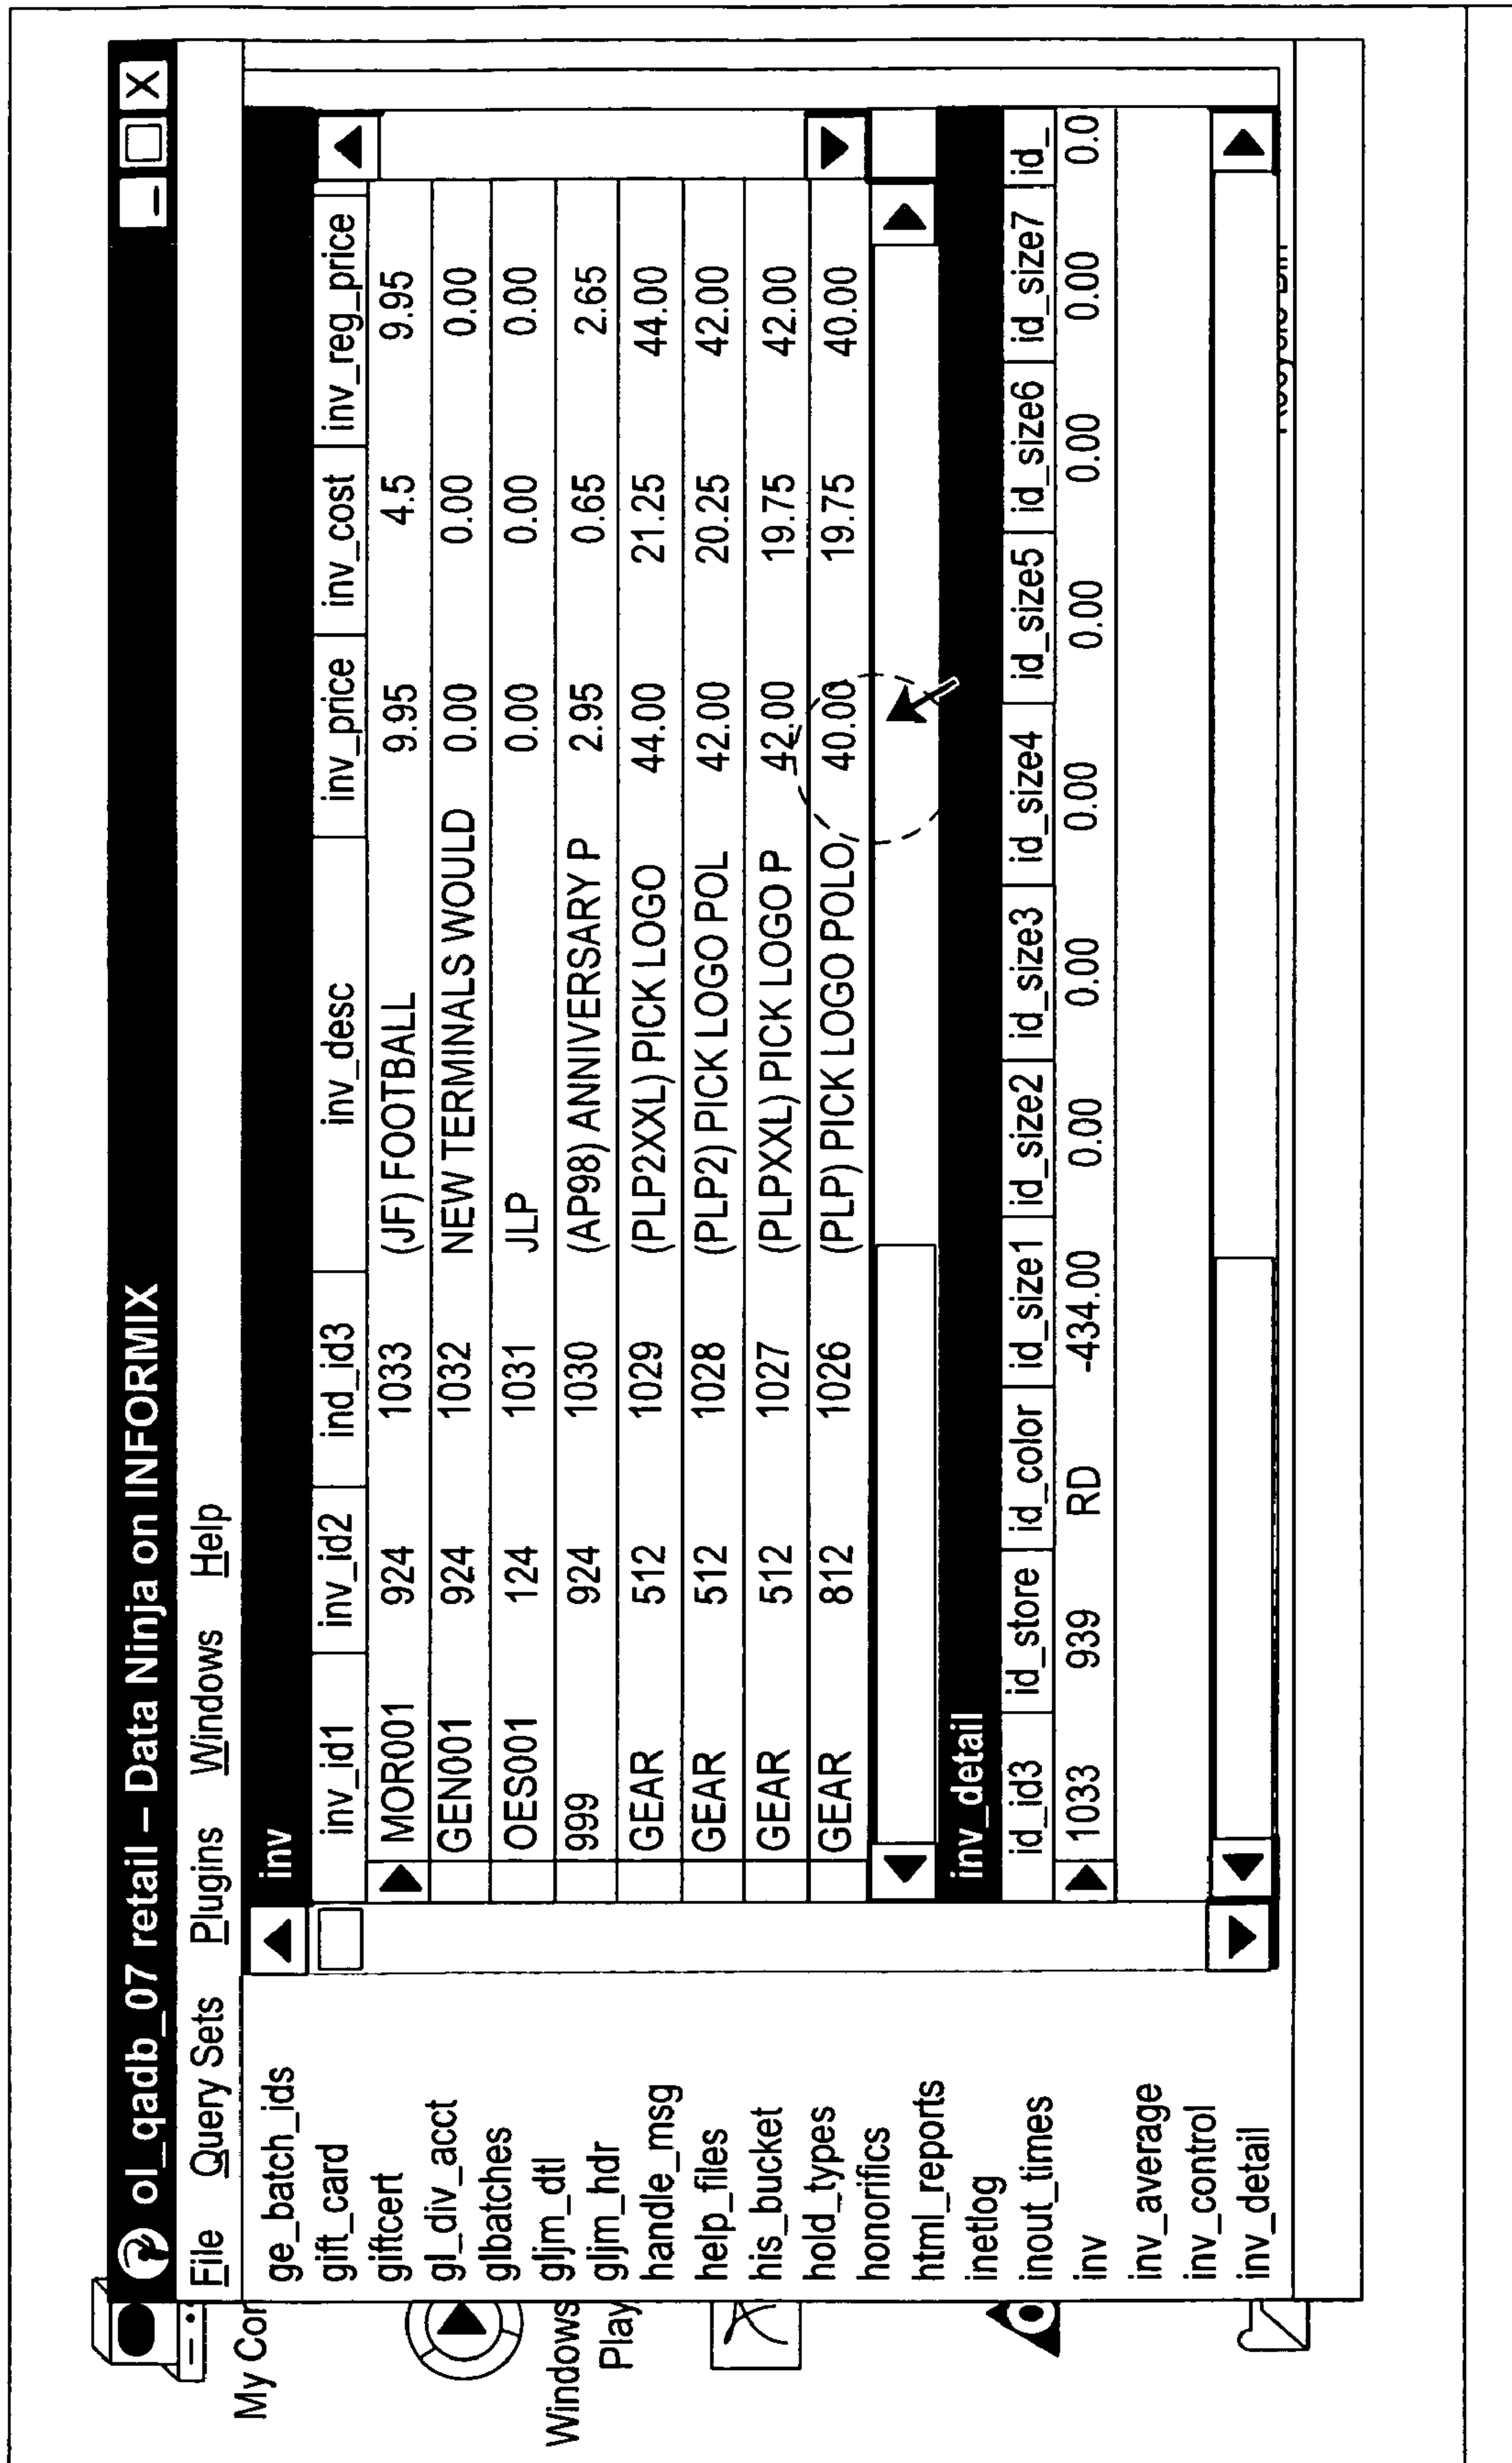 ol_qadb_07 retail – Data Ninja on INFORMIX _ X
File Query Sets Plugins Windows Help
ge_batch_ids
gift_card
giftcert
gl_div_acct
glbatches
gljm_dtl
gljm_hdr
handle_msg
help_files
his_bucket
hold_types
honorifics
html_reports
inetlog
inout_times
inv
inv_average
inv_control
inv_detail
inv
inv_id1 inv_id2 ind_id3 inv_desc inv_price inv_cost inv_reg_price
MOR001 924 1033 (JF) FOOTBALL 9.95 4.5 9.95
GEN001 924 1032 NEW TERMINALS WOULD 0.00 0.00 0.00
OES001 124 1031 JLP 0.00 0.00 0.00
999 924 1030 (AP98) ANNIVERSARY P 2.95 0.65 2.65
GEAR 512 1029 (PLP2XXL) PICK LOGO 44.00 21.25 44.00
GEAR 512 1028 (PLP2) PICK LOGO POL 42.00 20.25 42.00
GEAR 512 1027 (PLPXXL) PICK LOGO P 42.00 19.75 42.00
GEAR 812 1026 (PLP) PICK LOGO POLO, 40.00 19.75 40.00
inv_detail
id_id3 id_store id_color id_size1 id_size2 id_size3 id_size4 id_size5 id_size6 id_size7 id_
1033 939 RD -434.00 0.00 0.00 0.00 0.00 0.00 0.00 0.0
My Cor
Windows
Play